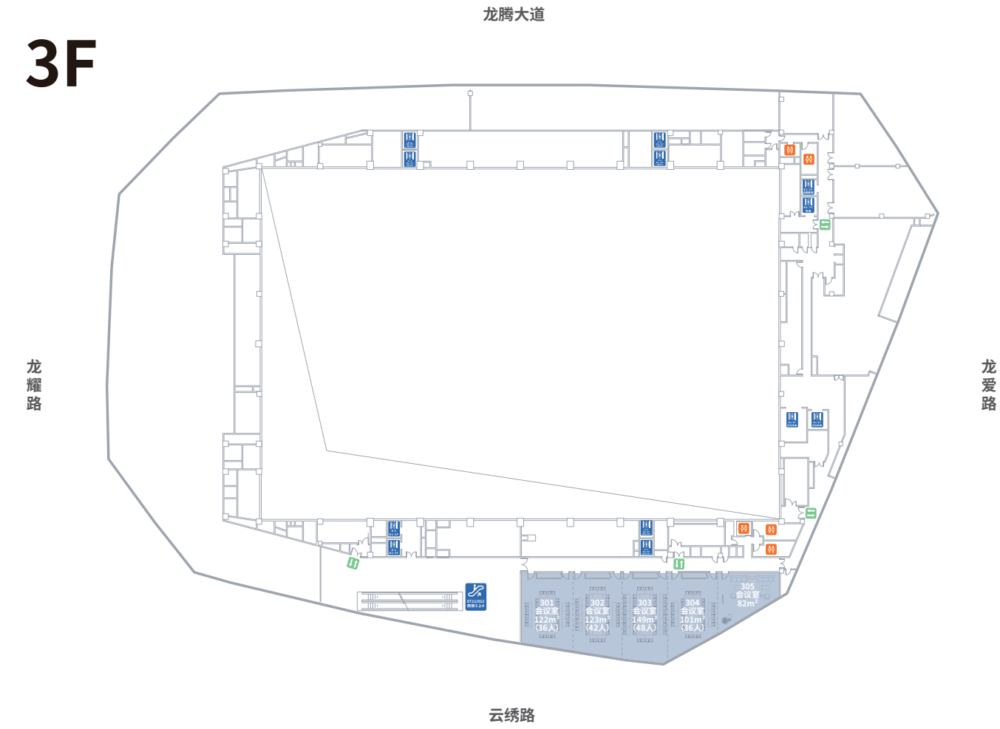 龙腾大道
3F
龙耀路
龙爱路
ET11/012
301
会议室
122m²
(36人)
302
会议室
123m²
(42人)
303
会议室
149m²
(48人)
304
会议室
101m²
(36人)
305
会议室
82m²
云绣路